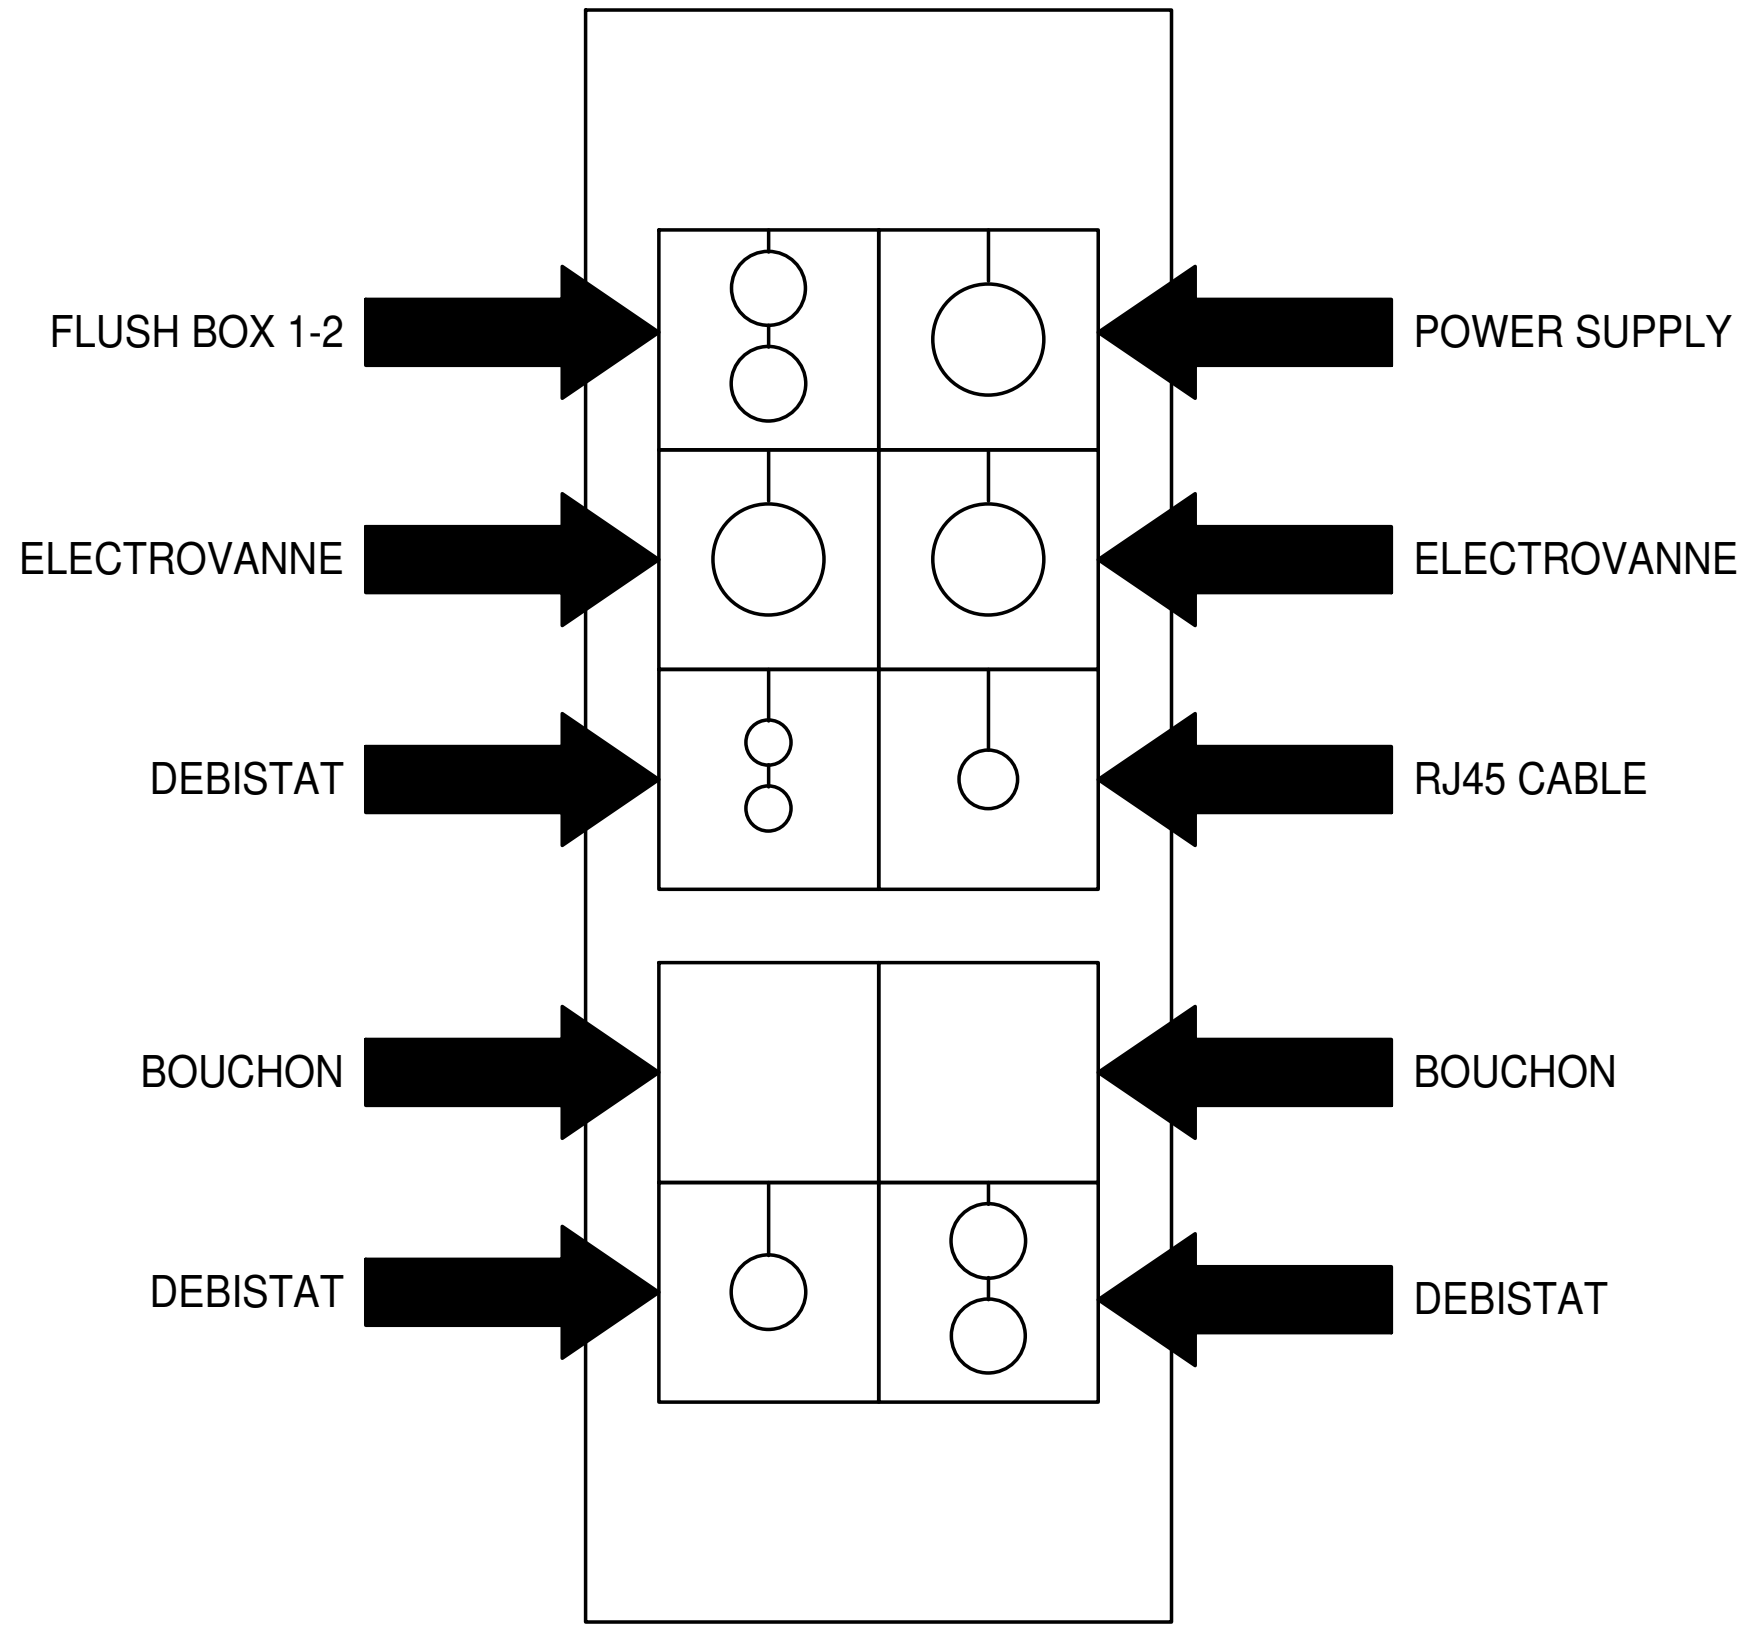 FLUSH BOX 1-2
POWER SUPPLY
ELECTROVANNE
ELECTROVANNE
DEBISTAT
RJ45 CABLE
BOUCHON
BOUCHON
DEBISTAT
DEBISTAT